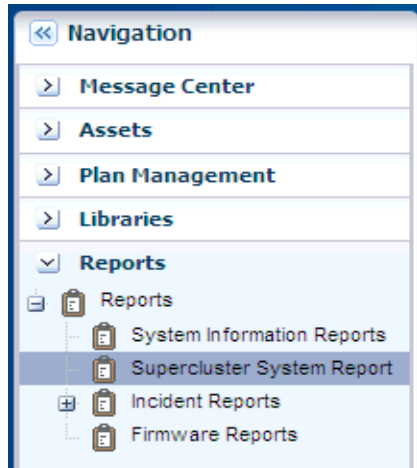 Navigation
Message Center
Assets
Plan Management
Libraries
Reports
Reports
System Information Reports
Supercluster System Report
Incident Reports
Firmware Reports